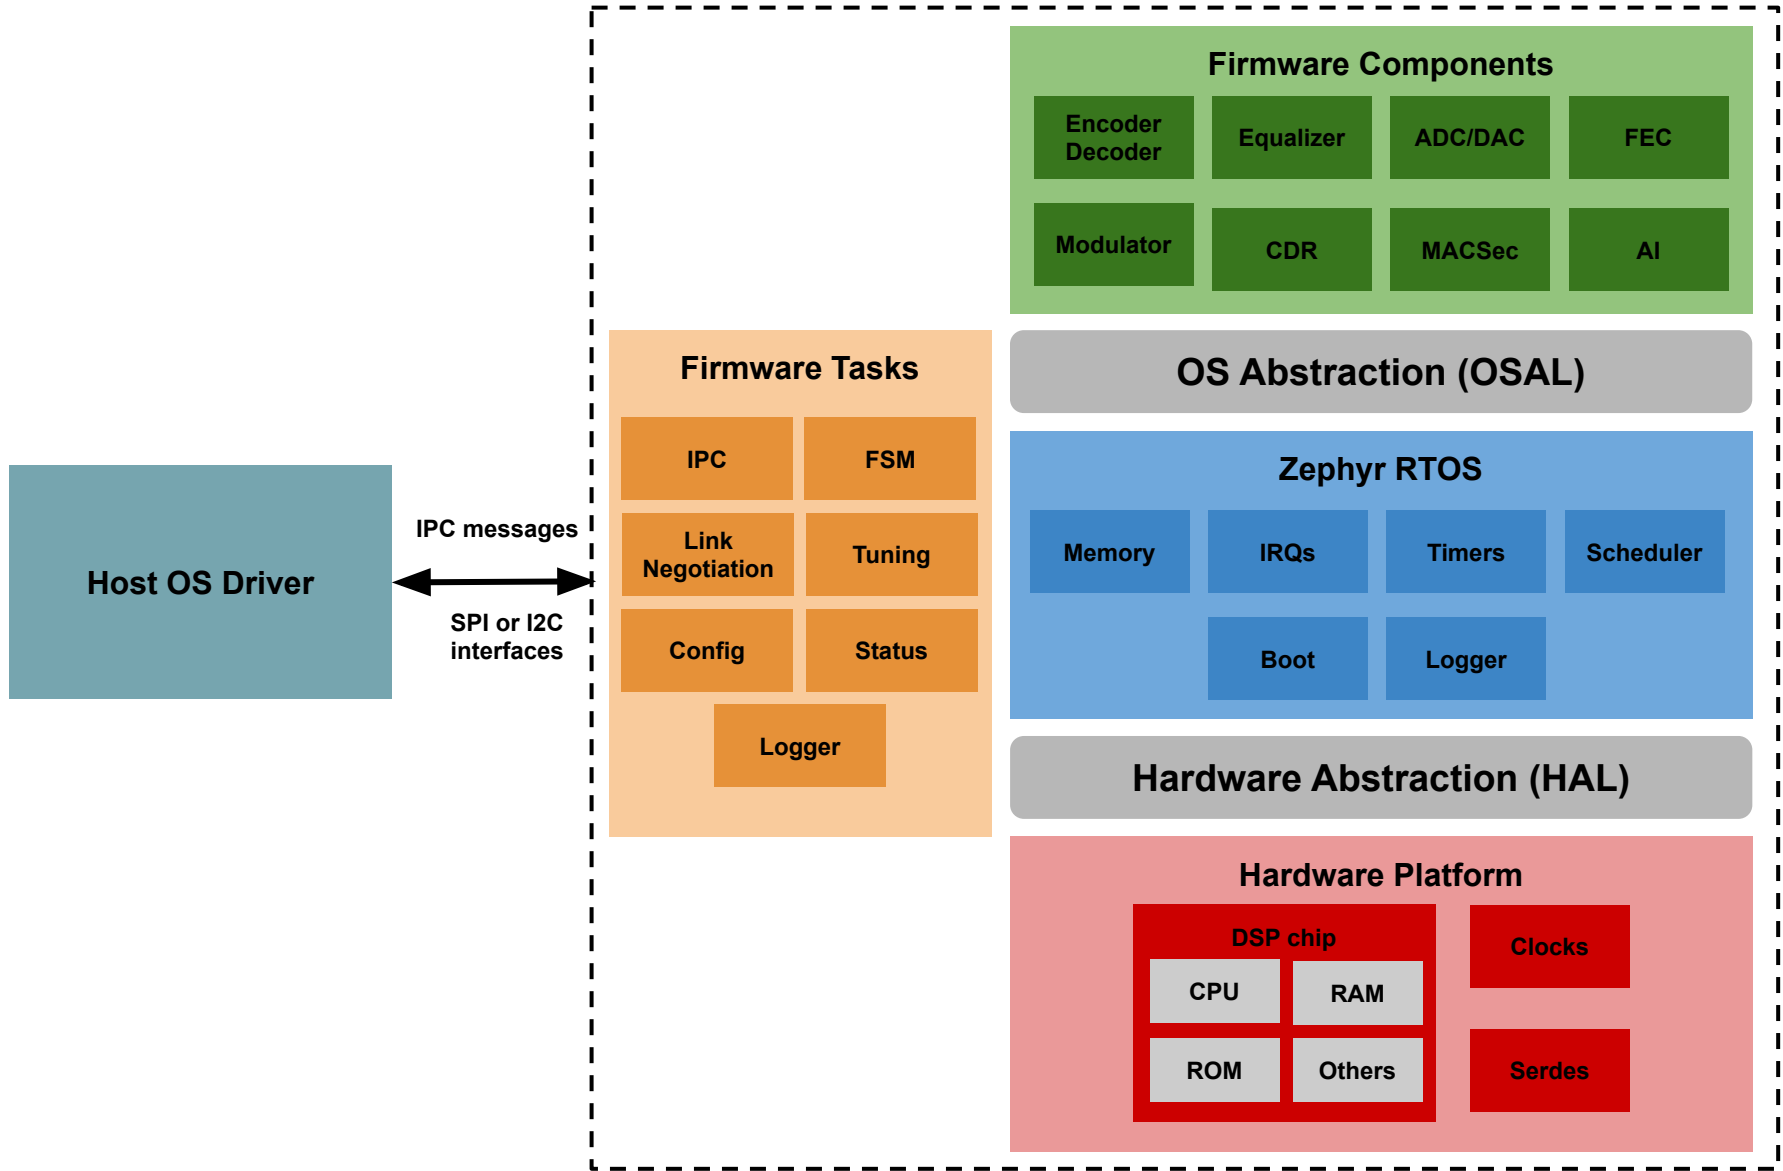 Firmware Components
Encoder
Decoder
Equalizer
ADC/DAC
FEC
Modulator
CDR
MACSec
AI
Firmware Tasks
IPC
FSM
Link
Negotiation
Tuning
Config
Status
Logger
OS Abstraction (OSAL)
Zephyr RTOS
Memory
IRQs
Timers
Scheduler
Boot
Logger
Host OS Driver
IPC messages
SPI or I2C
interfaces
Hardware Abstraction (HAL)
Hardware Platform
DSP chip
CPU
RAM
ROM
Others
Clocks
Serdes